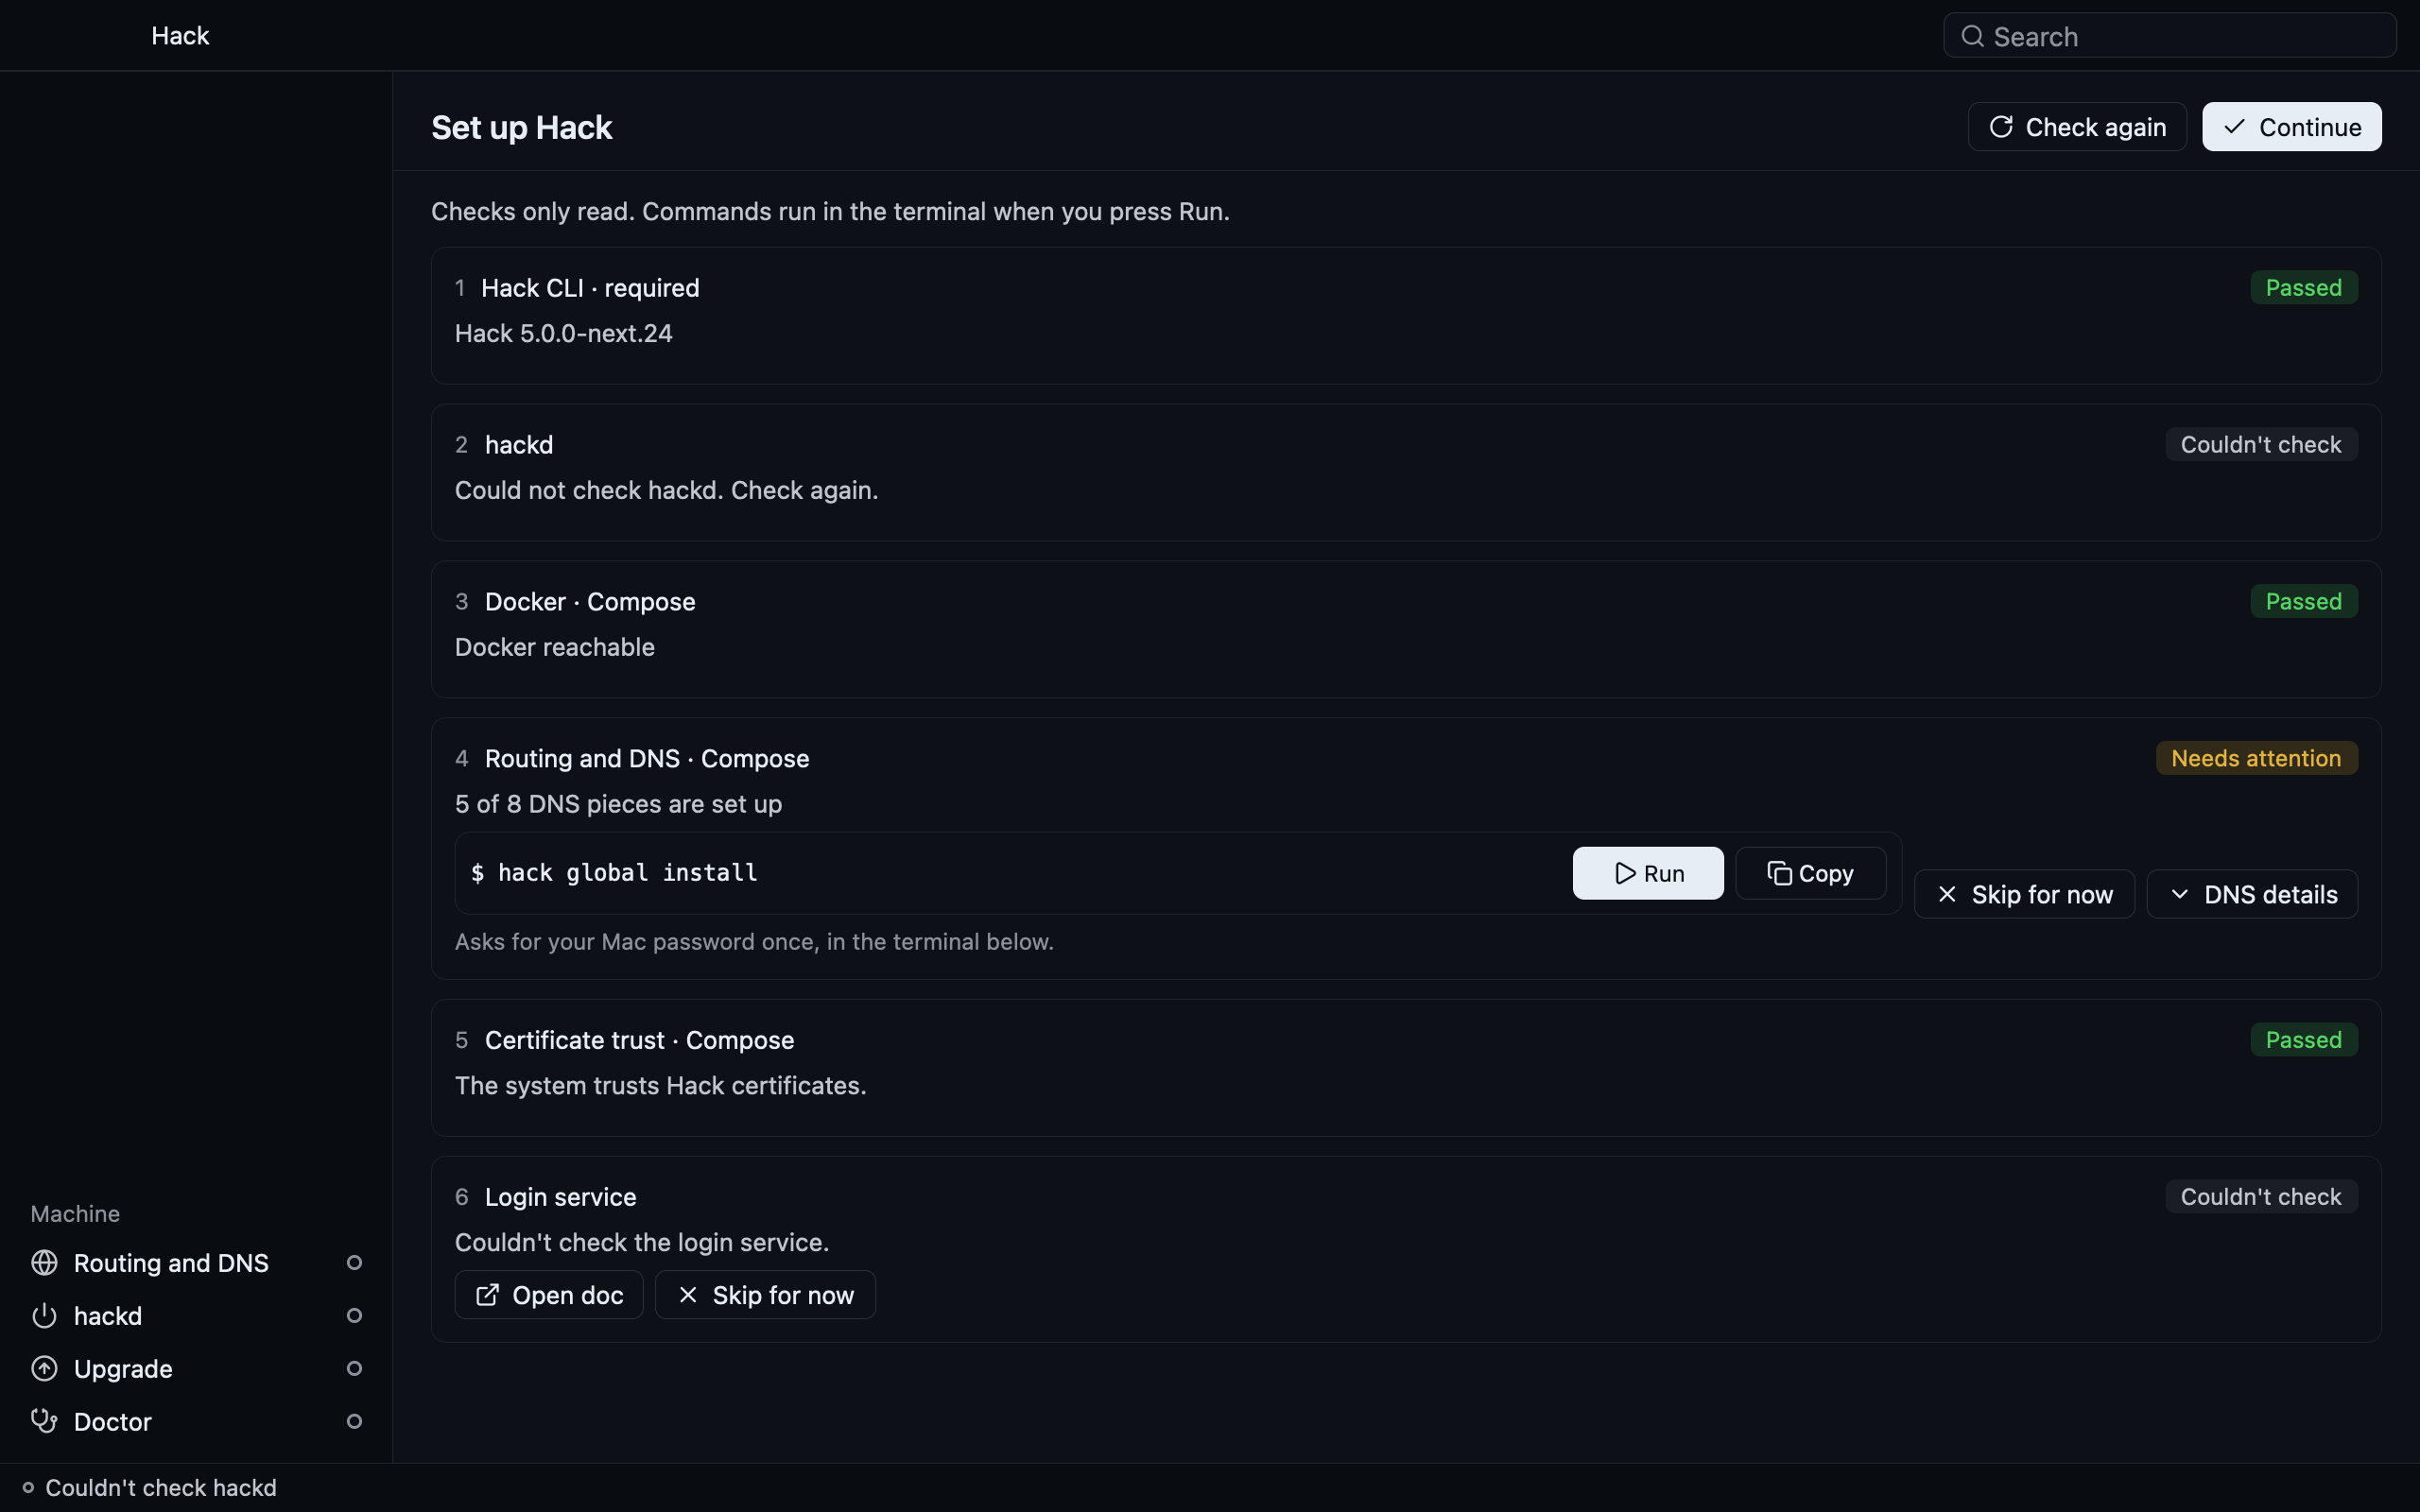 Hack
Search
Set up Hack
Check again
Continue
Checks only read. Commands run in the terminal when you press Run.
1 Hack CLI · required
Passed
Hack 5.0.0-next.24
2 hackd
Couldn't check
Could not check hackd. Check again.
3 Docker · Compose
Passed
Docker reachable
4 Routing and DNS · Compose
Needs attention
5 of 8 DNS pieces are set up
$ hack global install
Run
Copy
Skip for now
DNS details
Asks for your Mac password once, in the terminal below.
5 Certificate trust · Compose
Passed
The system trusts Hack certificates.
6 Login service
Couldn't check
Couldn't check the login service.
Open doc
Skip for now
Machine
Routing and DNS
hackd
Upgrade
Doctor
Couldn't check hackd